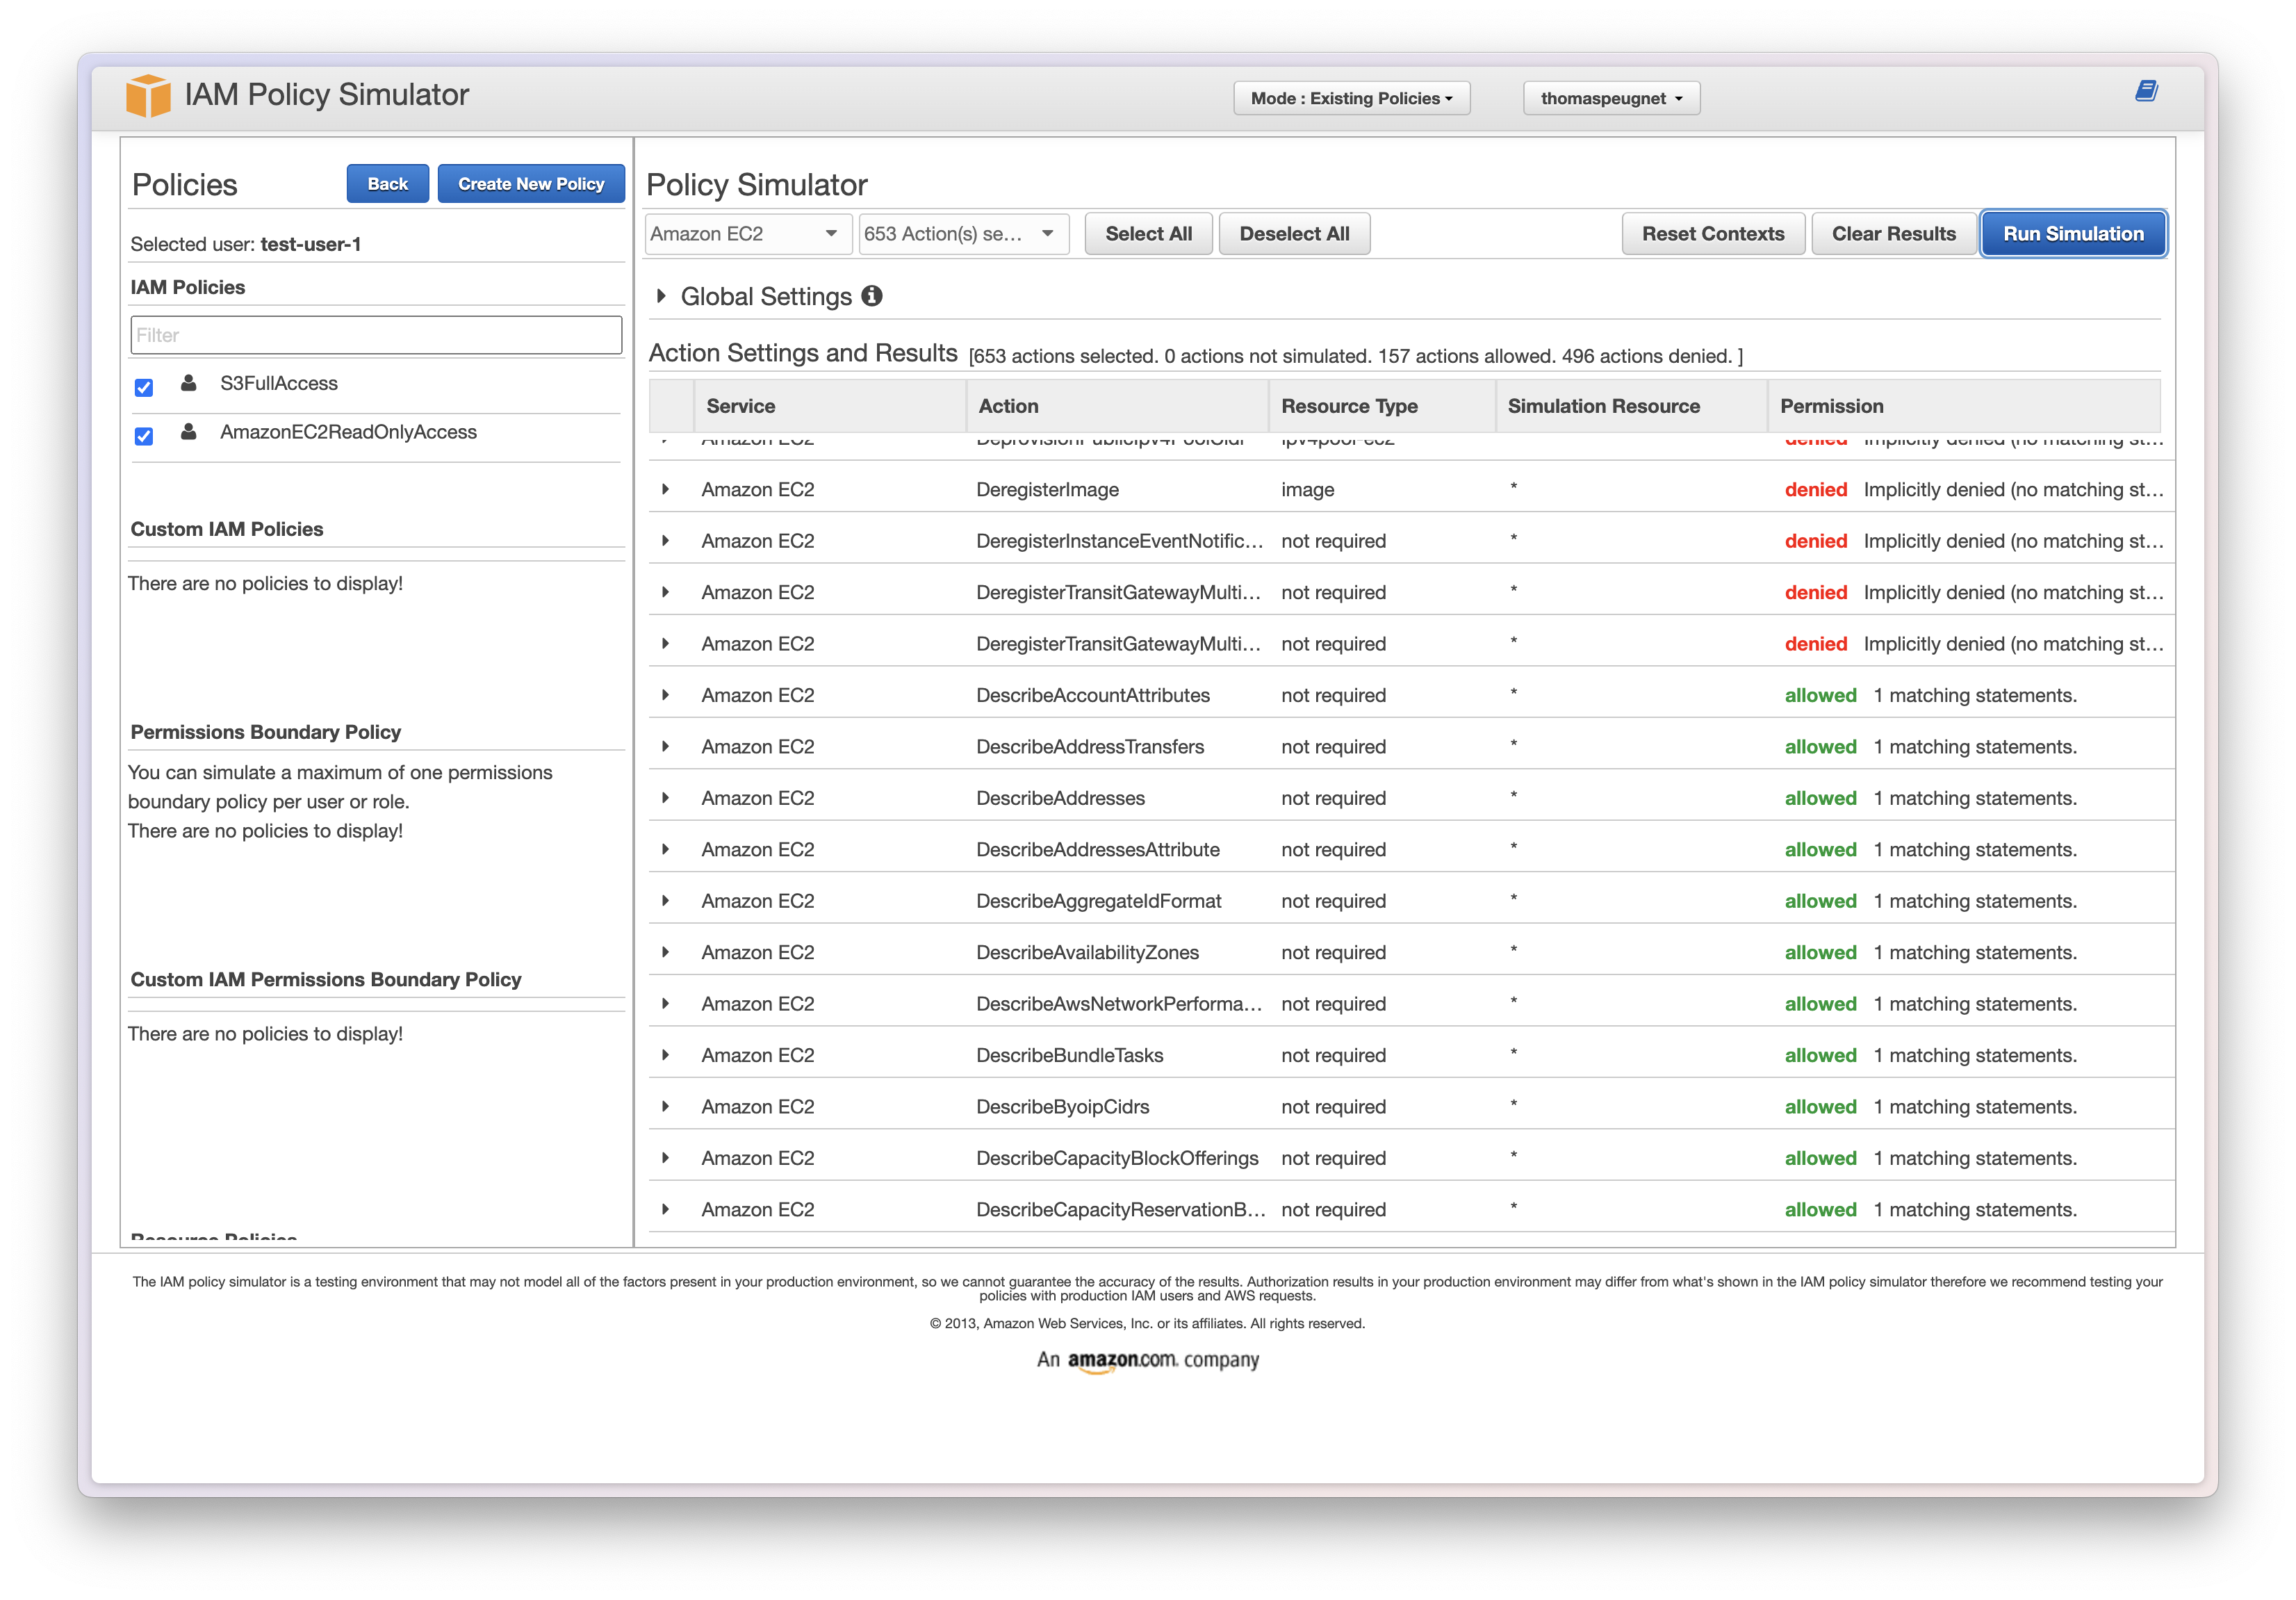 IAM Policy Simulator
Mode : Existing Policies
thomaspeugnet
Policies
Back
Create New Policy
Selected user: test-user-1
IAM Policies
Filter
S3FullAccess
AmazonEC2ReadOnlyAccess
Custom IAM Policies
There are no policies to display!
Permissions Boundary Policy
You can simulate a maximum of one permissions
boundary policy per user or role.
There are no policies to display!
Custom IAM Permissions Boundary Policy
There are no policies to display!
Resource Policies
Policy Simulator
Amazon EC2
653 Action(s) se...
Select All
Deselect All
Reset Contexts
Clear Results
Run Simulation
Global Settings
Action Settings and Results [653 actions selected. 0 actions not simulated. 157 actions allowed. 496 actions denied. ]
Service Action Resource Type Simulation Resource Permission
Amazon EC2 DeprovisionPublicIpv4PoolCidr ipv4pool-ec2 denied Implicitly denied (no matching st...
Amazon EC2 DeregisterImage image * denied Implicitly denied (no matching st...
Amazon EC2 DeregisterInstanceEventNotific... not required * denied Implicitly denied (no matching st...
Amazon EC2 DeregisterTransitGatewayMulti... not required * denied Implicitly denied (no matching st...
Amazon EC2 DeregisterTransitGatewayMulti... not required * denied Implicitly denied (no matching st...
Amazon EC2 DescribeAccountAttributes not required * allowed 1 matching statements.
Amazon EC2 DescribeAddressTransfers not required * allowed 1 matching statements.
Amazon EC2 DescribeAddresses not required * allowed 1 matching statements.
Amazon EC2 DescribeAddressesAttribute not required * allowed 1 matching statements.
Amazon EC2 DescribeAggregateIdFormat not required * allowed 1 matching statements.
Amazon EC2 DescribeAvailabilityZones not required * allowed 1 matching statements.
Amazon EC2 DescribeAwsNetworkPerforma... not required * allowed 1 matching statements.
Amazon EC2 DescribeBundleTasks not required * allowed 1 matching statements.
Amazon EC2 DescribeByoipCidrs not required * allowed 1 matching statements.
Amazon EC2 DescribeCapacityBlockOfferings not required * allowed 1 matching statements.
Amazon EC2 DescribeCapacityReservationB... not required * allowed 1 matching statements.
The IAM policy simulator is a testing environment that may not model all of the factors present in your production environment, so we cannot guarantee the accuracy of the results. Authorization results in your production environment may differ from what's shown in the IAM policy simulator therefore we recommend testing your
policies with production IAM users and AWS requests.
© 2013, Amazon Web Services, Inc. or its affiliates. All rights reserved.
An amazon.com. company